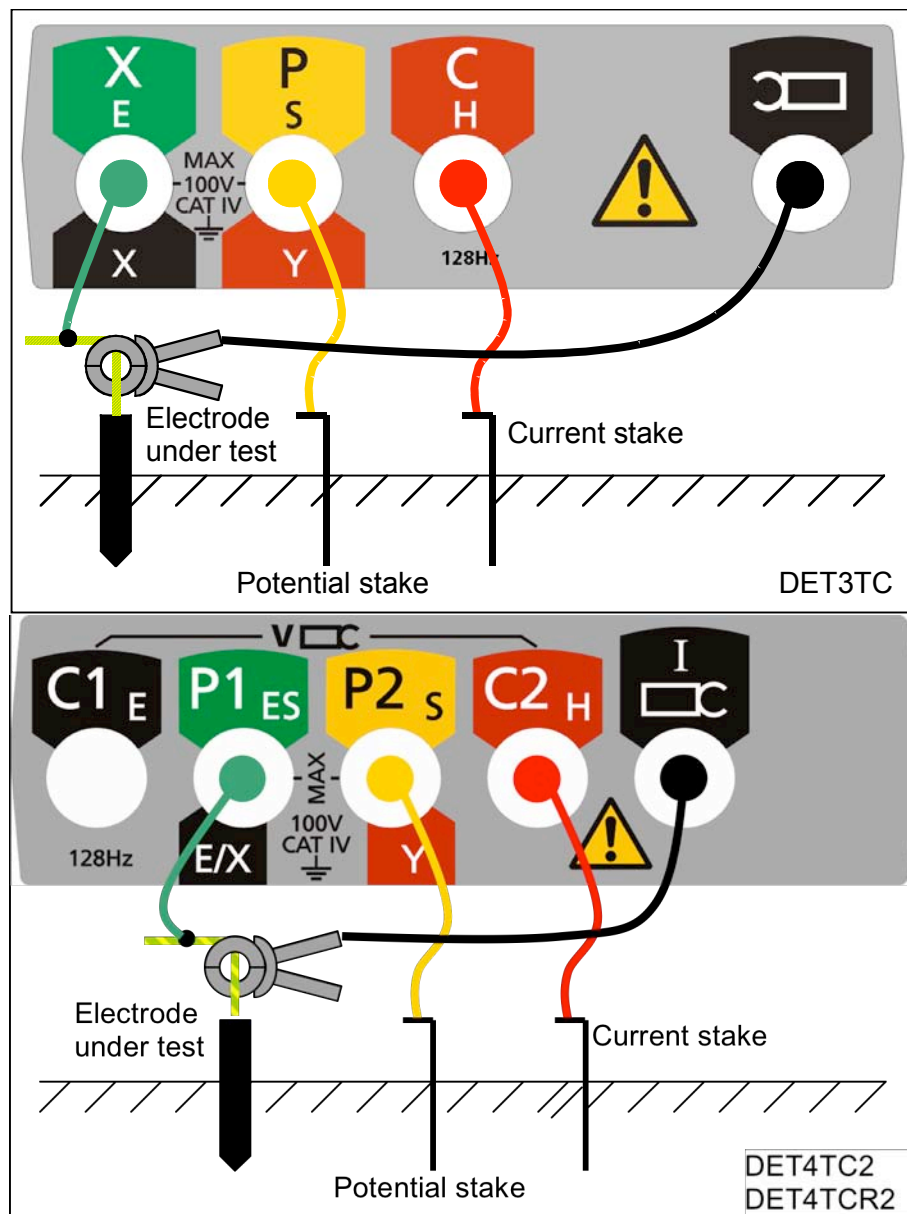 X
E
P
S
C
H
MAX
100V
CAT IV
X
Y
128Hz
Electrode
under test
Current stake
Potential stake
DET3TC
V
C1 E
P1 ES
P2 S
C2 H
I
MAX
100V
CAT IV
128Hz
E/X
Y
Electrode
under test
Current stake
Potential stake
DET4TC2
DET4TCR2